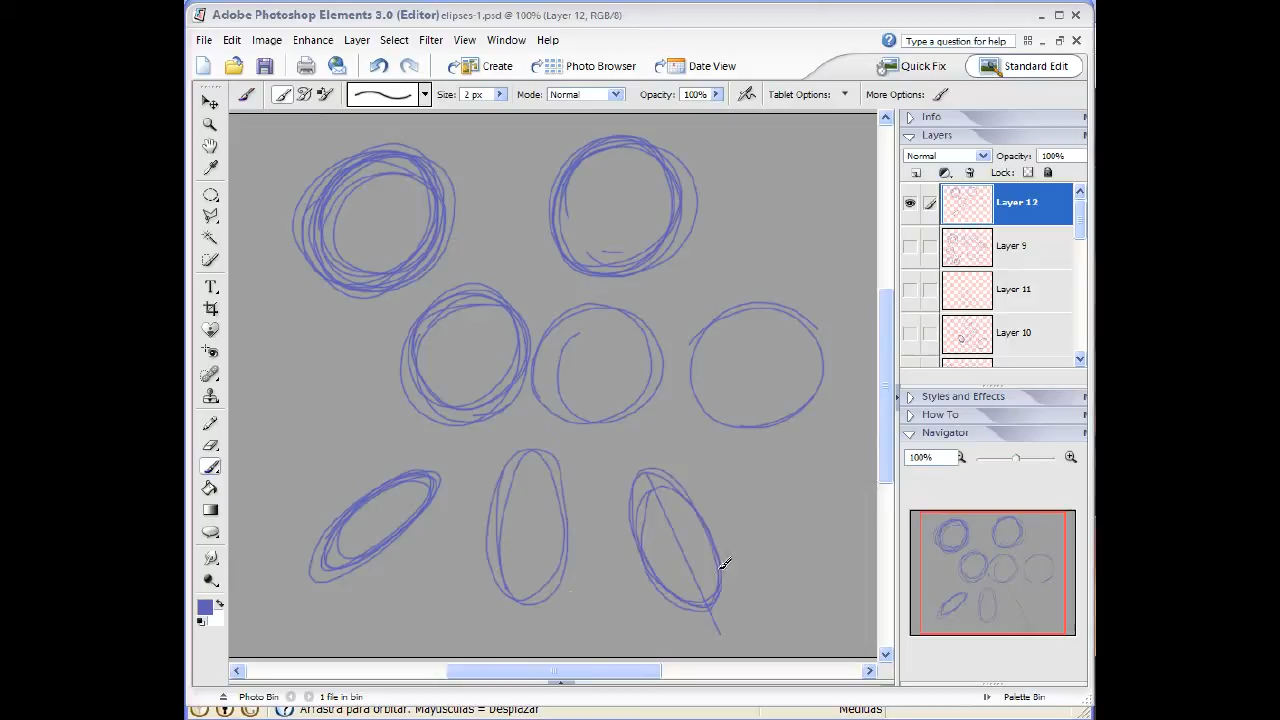 Adobe Photoshop Elements 3.0 (Editor) elipses-1.psd @ 100% (Layer 12, RGB/8)
File Edit Image Enhance Layer Select Filter View Window Help
Type a question for help
Create Photo Browser Date View Quick Fix Standard Edit
Size: 2 px Mode: Normal Opacity: 100% Tablet Options: More Options:
Info
Layers
Normal Opacity: 100%
Lock:
Layer 12
Layer 9
Layer 11
Layer 10
Styles and Effects
How To
Navigator
100%
Photo Bin 1 file in bin Palette Bin
Arrastra para orbitar. Mayúsculas = Desplazar Medidas